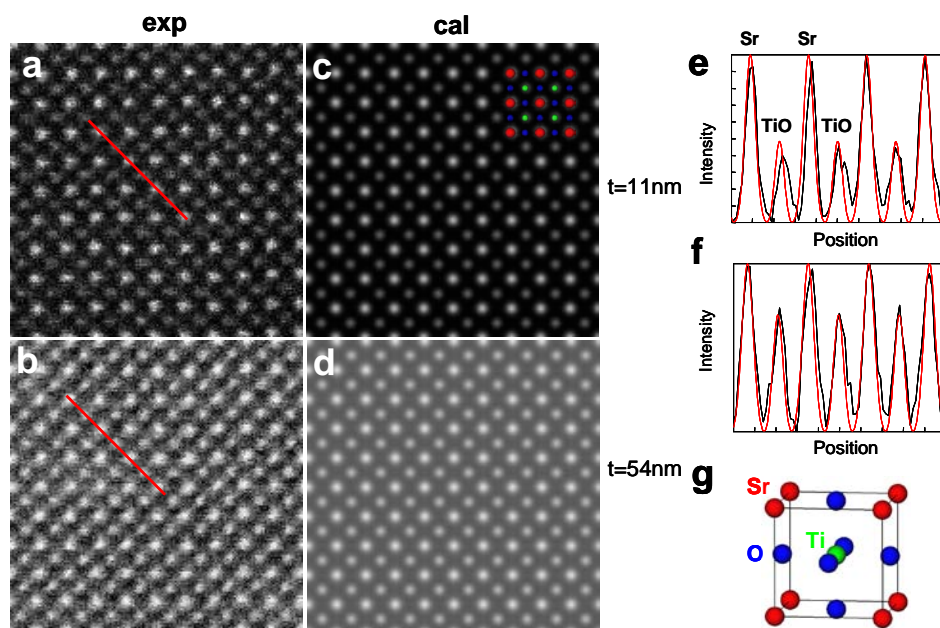 exp
cal
a
c
b
d
e
Sr
Sr
TiO
TiO
Intensity
Position
t=11nm
f
Intensity
Position
t=54nm
g
Sr
O
Ti